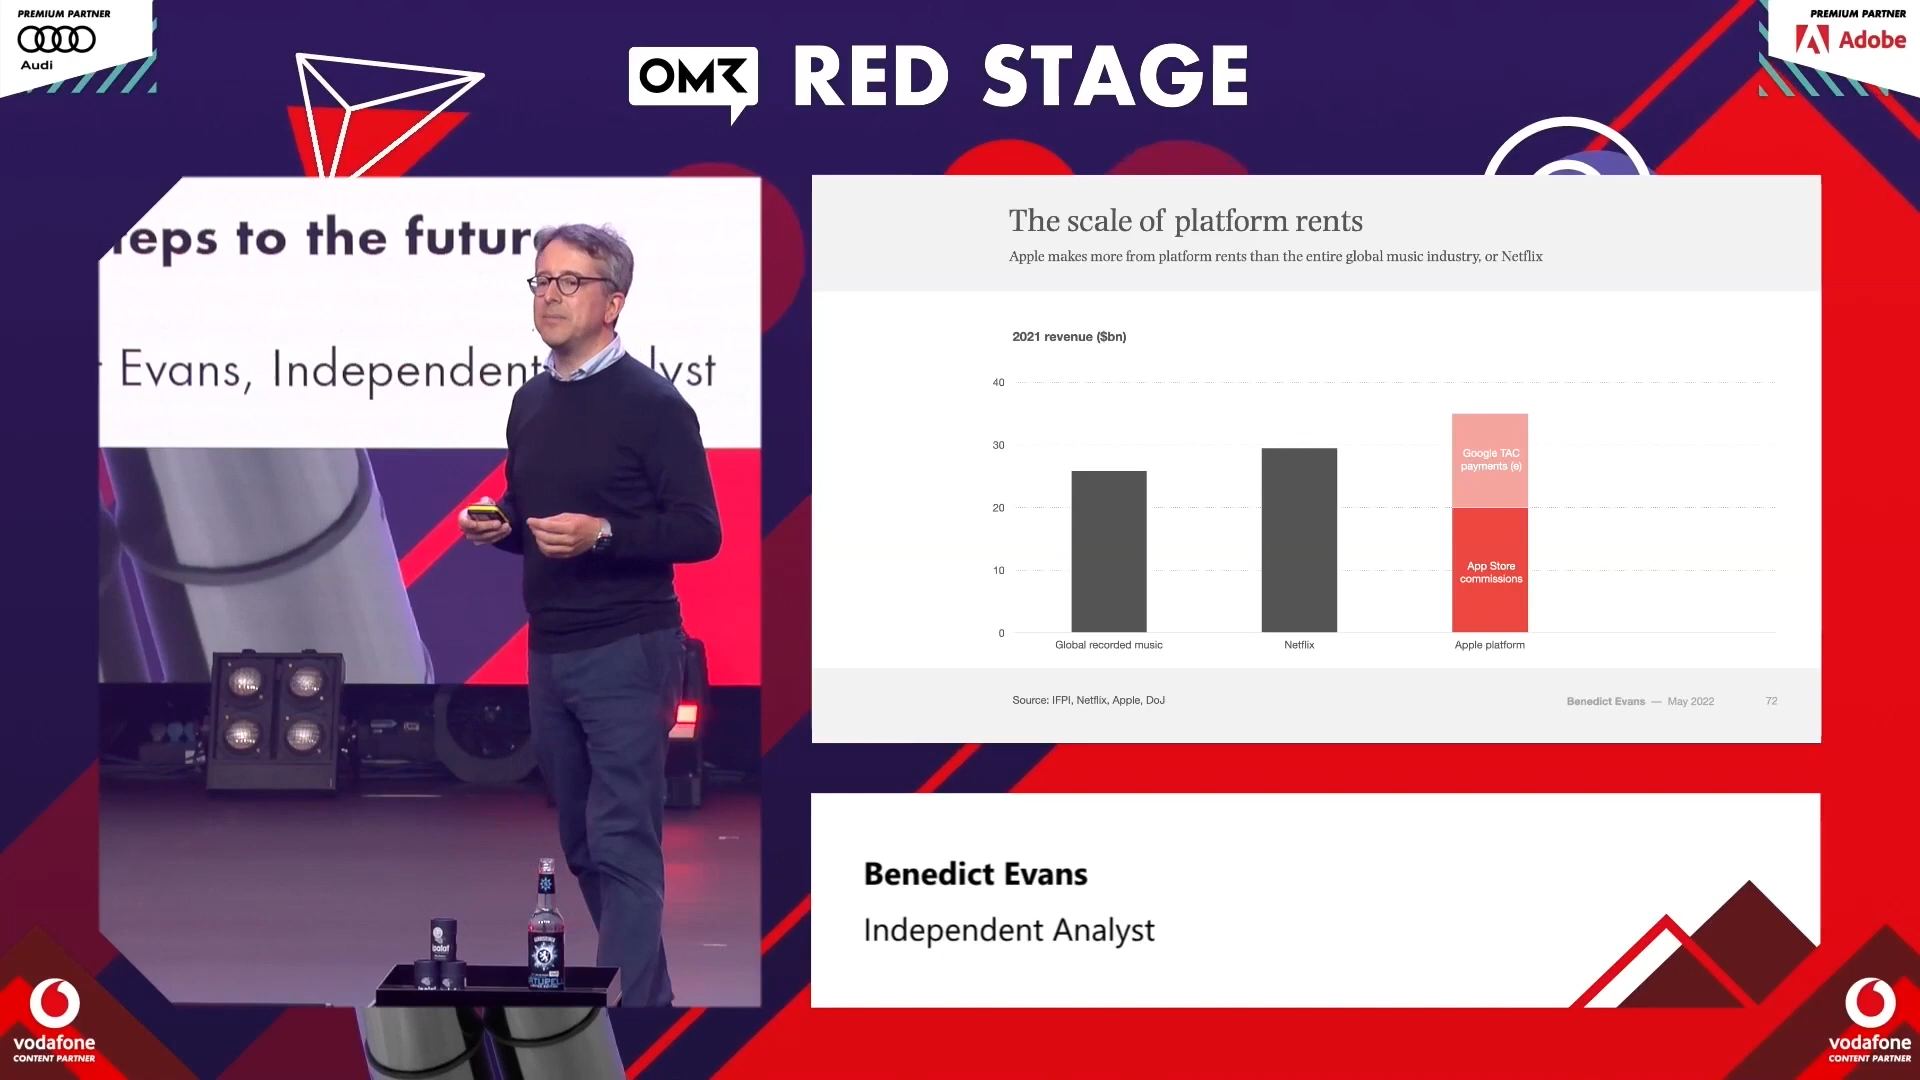 PREMIUM PARTNER
Audi
OMR RED STAGE
PREMIUM PARTNER
Adobe
teps to the future
Evans, Independent lyst
The scale of platform rents
Apple makes more from platform rents than the entire global music industry, or Netflix
2021 revenue ($bn)
40
30
20
10
0
Google TAC
payments (e)
App Store
commissions
Global recorded music
Netflix
Apple platform
Source: IFPI, Netflix, Apple, DoJ
Benedict Evans — May 2022
72
Benedict Evans
Independent Analyst
vodafone
CONTENT PARTNER
vodafone
CONTENT PARTNER